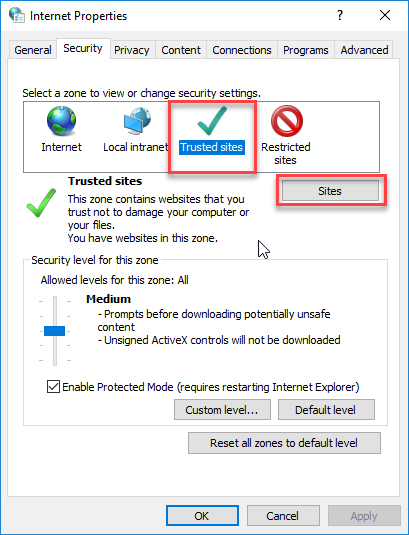 Internet Properties
?
General
Security
Privacy
Content
Connections
Programs
Advanced
Select a zone to view or change security settings.
Internet
Local intranet
Trusted sites
Restricted
sites
Trusted sites
Sites
This zone contains websites that you
trust not to damage your computer or
your files.
You have websites in this zone.
Security level for this zone
Allowed levels for this zone: All
Medium
- Prompts before downloading potentially unsafe
content
- Unsigned ActiveX controls will not be downloaded
Enable Protected Mode (requires restarting Internet Explorer)
Custom level...
Default level
Reset all zones to default level
OK
Cancel
Apply